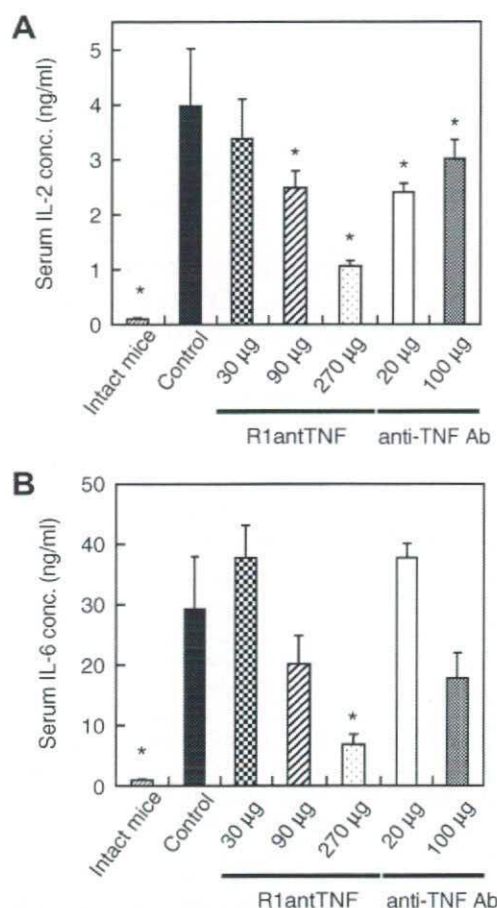 A
Serum IL-2 conc. (ng/ml)
5
4
3
2
1
0
* * * * *
Intact mice Control 30 µg 90 µg 270 µg 20 µg 100 µg
R1antTNF anti-TNF Ab
B
Serum IL-6 conc. (ng/ml)
50
40
30
20
10
0
* *
Intact mice Control 30 µg 90 µg 270 µg 20 µg 100 µg
R1antTNF anti-TNF Ab